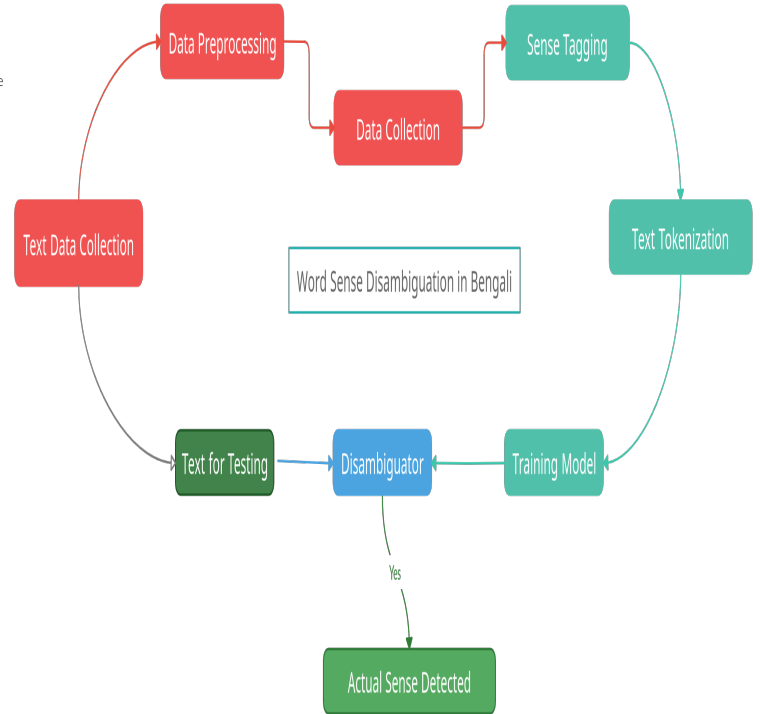 Data Preprocessing
Sense Tagging
e
Data Collection
Text Data Collection
Text Tokenization
Word Sense Disambiguation in Bengali
Text for Testing
Disambiguator
Training Model
Yes
Actual Sense Detected